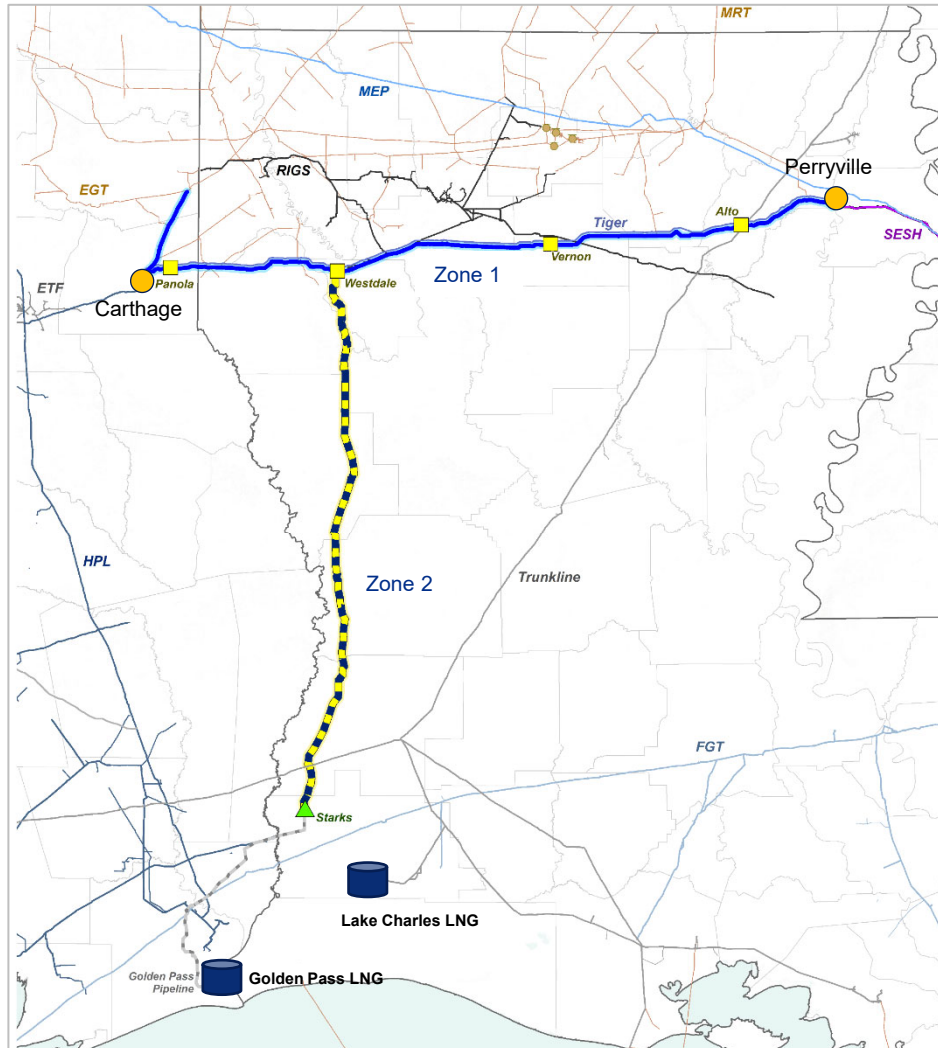 MRT
MEP
Perryville
RIGS
EGT
Alto
Tiger
SESH
Vernon
Panola
Westdale
Zone 1
ETF
Carthage
HPL
Trunkline
Zone 2
FGT
Starks
Lake Charles LNG
Golden Pass
Pipeline
Golden Pass LNG